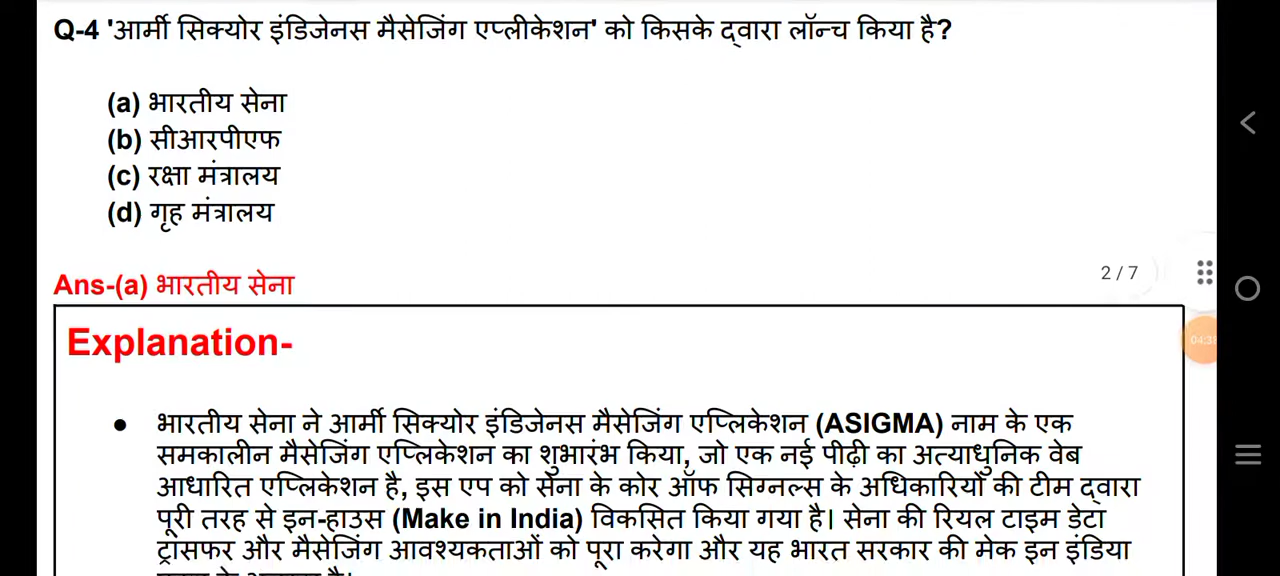 Q-4 'आर्मी सिक्योर इंडिजेनस मैसेजिंग एप्लीकेशन' को किसके द्वारा लॉन्च किया है?
(a) भारतीय सेना
(b) सीआरपीएफ
(c) रक्षा मंत्रालय
(d) गृह मंत्रालय
Ans-(a) भारतीय सेना
2 / 7
Explanation-
04:38
● भारतीय सेना ने आर्मी सिक्योर इंडिजेनस मैसेजिंग एप्लिकेशन (ASIGMA) नाम के एक
समकालीन मैसेजिंग एप्लिकेशन का शुभारंभ किया, जो एक नई पीढ़ी का अत्याधुनिक वेब
आधारित एप्लिकेशन है, इस एप को सेना के कोर ऑफ सिग्नल्स के अधिकारियों की टीम द्वारा
पूरी तरह से इन-हाउस (Make in India) विकसित किया गया है। सेना की रियल टाइम डेटा
ट्रांसफर और मैसेजिंग आवश्यकताओं को पूरा करेगा और यह भारत सरकार की मेक इन इंडिया